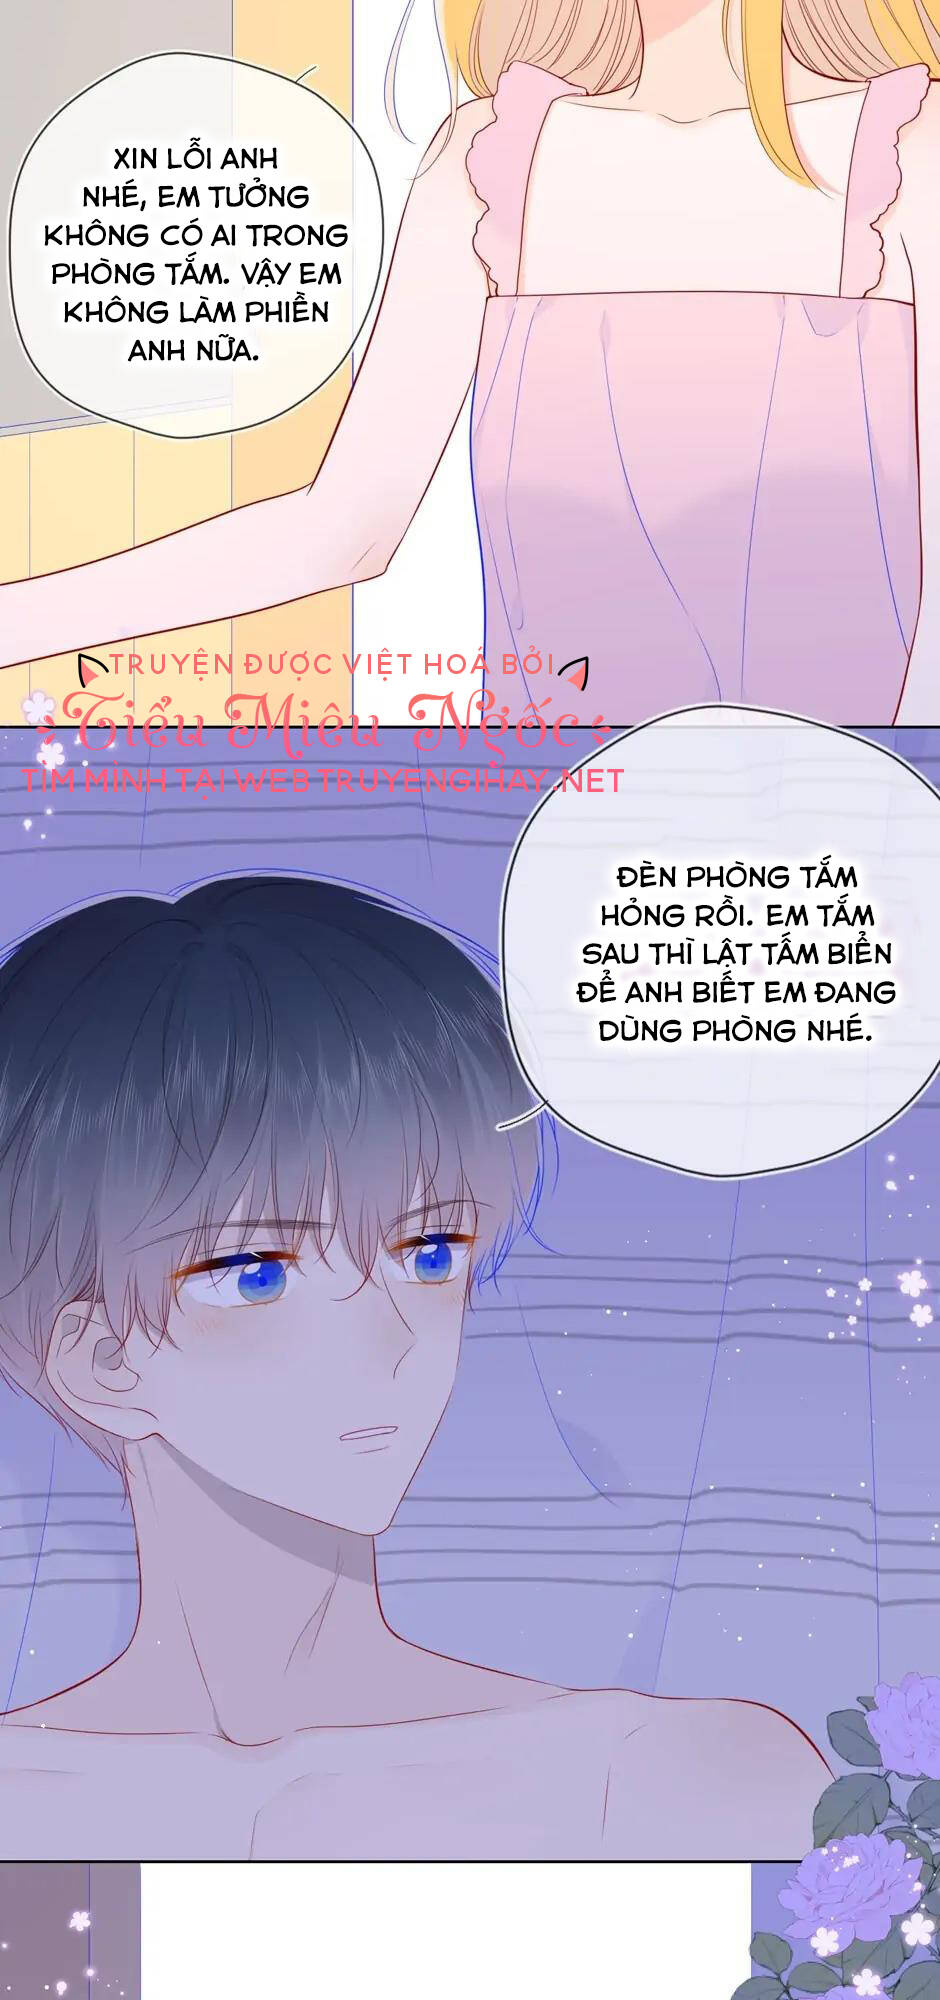 XIN LỖI ANH
NHÉ, EM TƯỞNG
KHÔNG CÓ AI TRONG
PHÒNG TẮM. VẬY EM
KHÔNG LÀM PHIỀN
ANH NỮA.
TRUYỆN ĐƯỢC VIỆT HOÁ BỞI
Tiểu Miêu Ngốc
TÌM MÌNH TẠI WEB TRUYENGIHAY.NET
ĐÈN PHÒNG TẮM
HỎNG RỒI. EM TẮM
SAU THÌ LẬT TẤM BIỂN
ĐỂ ANH BIẾT EM ĐANG
DÙNG PHÒNG NHÉ.